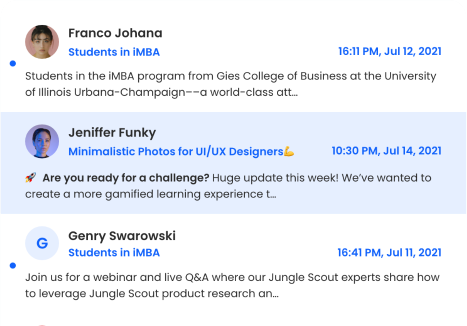 Franco Johana
Students in iMBA 16:11 PM, Jul 12, 2021
Students in the iMBA program from Gies College of Business at the University
of Illinois Urbana-Champaign––a world-class att...
Jeniffer Funky
Minimalistic Photos for UI/UX Designers💪 10:30 PM, Jul 14, 2021
🚀 Are you ready for a challenge? Huge update this week! We’ve wanted to
create a more gamified learning experience t...
G
Genry Swarowski
Students in iMBA 16:41 PM, Jul 11, 2021
Join us for a webinar and live Q&A where our Jungle Scout experts share how
to leverage Jungle Scout product research an...